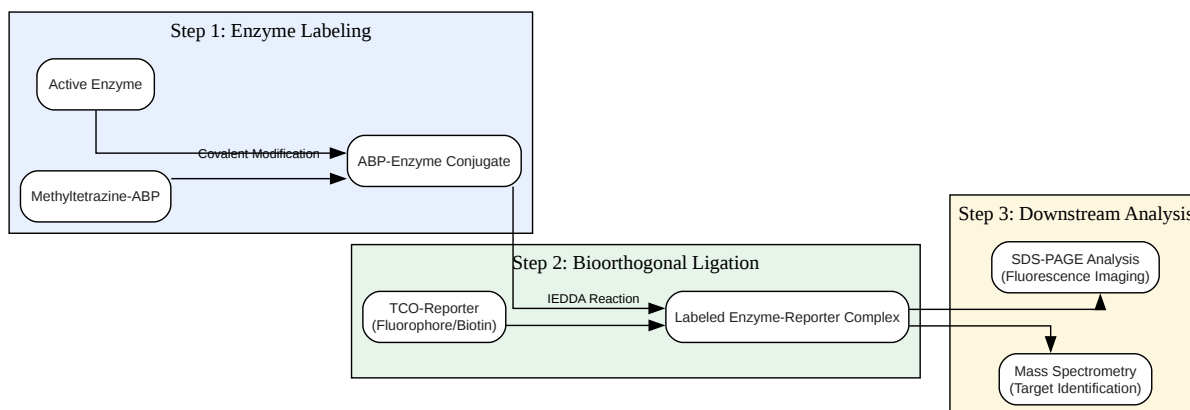 Step 1: Enzyme Labeling
Active Enzyme
Covalent Modification
ABP-Enzyme Conjugate
Methyltetrazine-ABP
Step 2: Bioorthogonal Ligation
IEDDA Reaction
TCO-Reporter
(Fluorophore/Biotin)
Labeled Enzyme-Reporter Complex
Step 3: Downstream Analysis
SDS-PAGE Analysis
(Fluorescence Imaging)
Mass Spectrometry
(Target Identification)